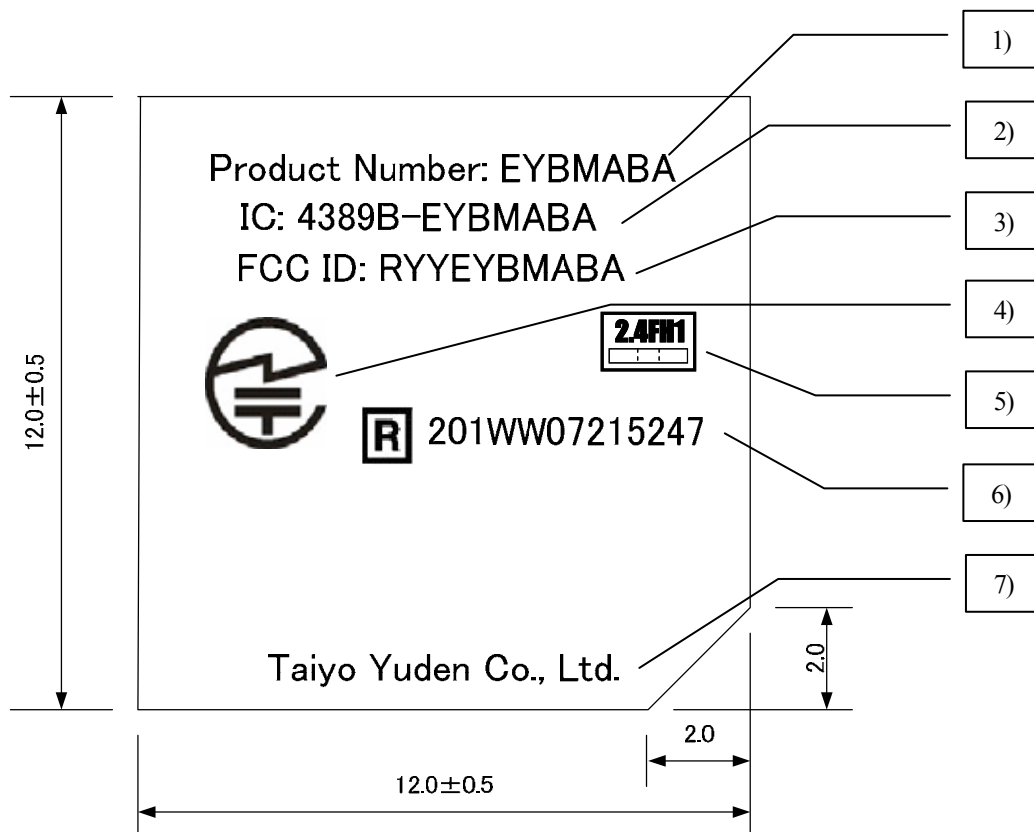 1)
Product Number: EYBMABA
2)
IC: 4389B-EYBMABA
3)
FCC ID: RYYEYBMABA
4)
2.4FH1
5)
12.0±0.5
R 201WW07215247
6)
7)
Taiyo Yuden Co., Ltd.
2.0
2.0
12.0±0.5